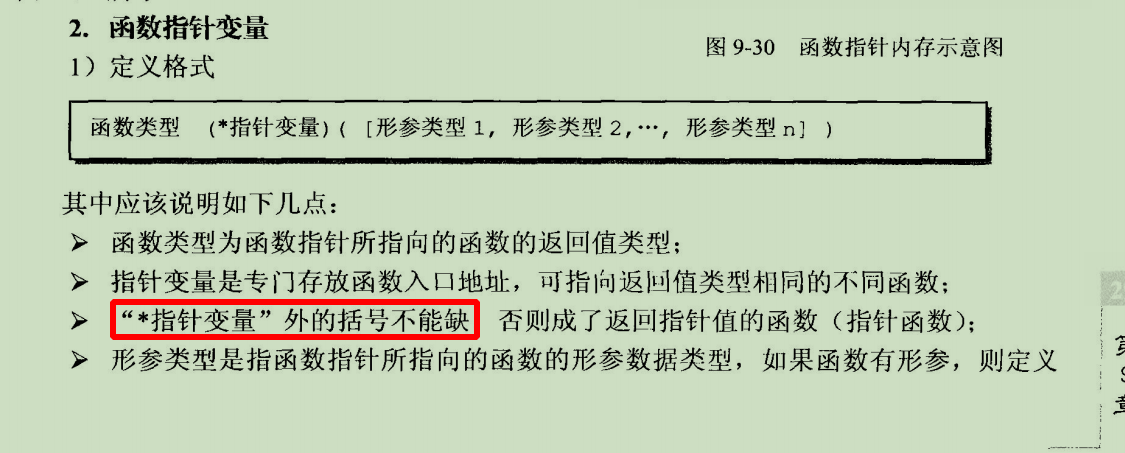 2. 函数指针变量
图 9-30 函数指针内存示意图
1）定义格式
函数类型 (*指针变量)( [形参类型1, 形参类型2,…, 形参类型n] )
其中应该说明如下几点：
➢ 函数类型为函数指针所指向的函数的返回值类型；
➢ 指针变量是专门存放函数入口地址，可指向返回值类型相同的不同函数；
➢ “*指针变量”外的括号不能缺 否则成了返回指针值的函数（指针函数）；
➢ 形参类型是指函数指针所指向的函数的形参数据类型，如果函数有形参，则定义
第
章